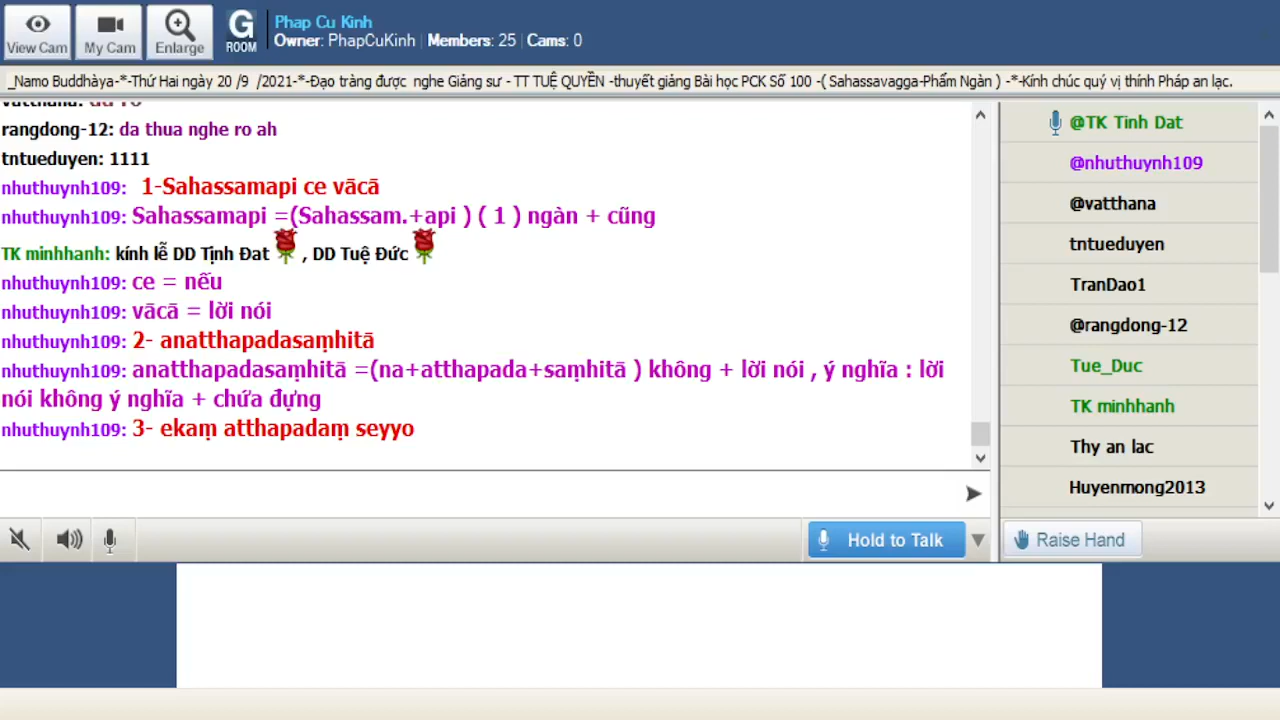 View Cam
My Cam
Enlarge
G
ROOM
Phap Cu Kinh
Owner: PhapCuKinh | Members: 25 | Cams: 0
_Namo Buddhàya-*-Thứ Hai ngày 20 /9 /2021-*-Đạo tràng được nghe Giảng sư - TT TUỆ QUYỀN -thuyết giảng Bài học PCK Số 100 -( Sahassavagga-Phẩm Ngàn ) -*-Kính chúc quý vị thính Pháp an lạc.
vatthana: dd ro
rangdong-12: da thua nghe ro ah
tntueduyen: 1111
nhuthuynh109: 1-Sahassamapi ce vācā
nhuthuynh109: Sahassamapi =(Sahassam.+api ) ( 1 ) ngàn + cũng
TK minhhanh: kính lễ DD Tịnh Đat , DD Tuệ Đức
nhuthuynh109: ce = nếu
nhuthuynh109: vācā = lời nói
nhuthuynh109: 2- anatthapadasaṃhitā
nhuthuynh109: anatthapadasaṃhitā =(na+atthapada+saṃhitā ) không + lời nói , ý nghĩa : lời
nói không ý nghĩa + chứa đựng
nhuthuynh109: 3- ekaṃ atthapadaṃ seyyo
@TK Tinh Dat
@nhuthuynh109
@vatthana
tntueduyen
TranDao1
@rangdong-12
Tue_Duc
TK minhhanh
Thy an lac
Huyenmong2013
Hold to Talk
Raise Hand